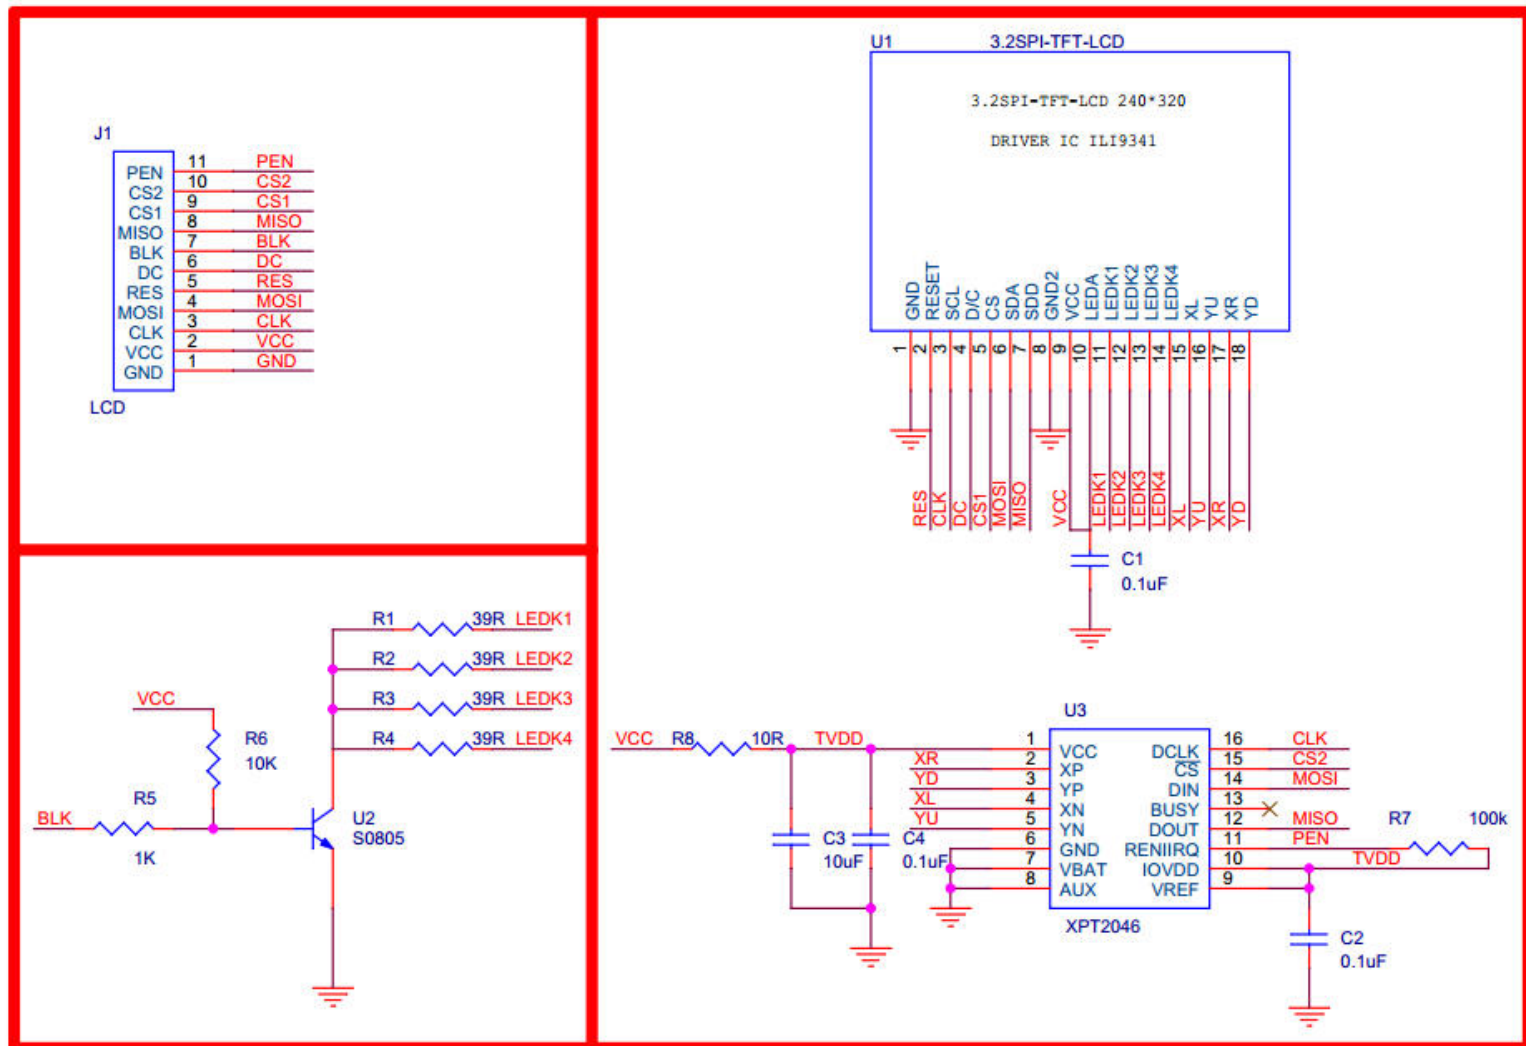 J1
PEN 11 PEN
CS2 10 CS2
CS1 9 CS1
MISO 8 MISO
BLK 7 BLK
DC 6 DC
RES 5 RES
MOSI 4 MOSI
CLK 3 CLK
VCC 2 VCC
GND 1 GND
LCD
U1 3.2SPI-TFT-LCD
3.2SPI-TFT-LCD 240*320
DRIVER IC ILI9341
GND RESET SCL D/C CS SDA SDD GND2 VCC LEDA LEDK1 LEDK2 LEDK3 LEDK4 XL YU XR YD
1 2 3 4 5 6 7 8 9 10 11 12 13 14 15 16 17 18
RES CLK DC CS1 MOSI MISO VCC LEDK1 LEDK2 LEDK3 LEDK4 XL YU XR YD
C1
0.1uF
R1 39R LEDK1
R2 39R LEDK2
R3 39R LEDK3
R4 39R LEDK4
VCC
R6
10K
R5
BLK
1K
U2
S0805
U3
VCC R8 10R TVDD 1 VCC DCLK 16 CLK
XR 2 XP CS 15 CS2
YD 3 YP DIN 14 MOSI
XL 4 XN BUSY 13
YU 5 YN DOUT 12 MISO
6 GND RENIIRQ 11 PEN R7 100k
7 VBAT IOVDD 10 TVDD
8 AUX VREF 9
C3
10uF
C4
0.1uF
XPT2046
C2
0.1uF